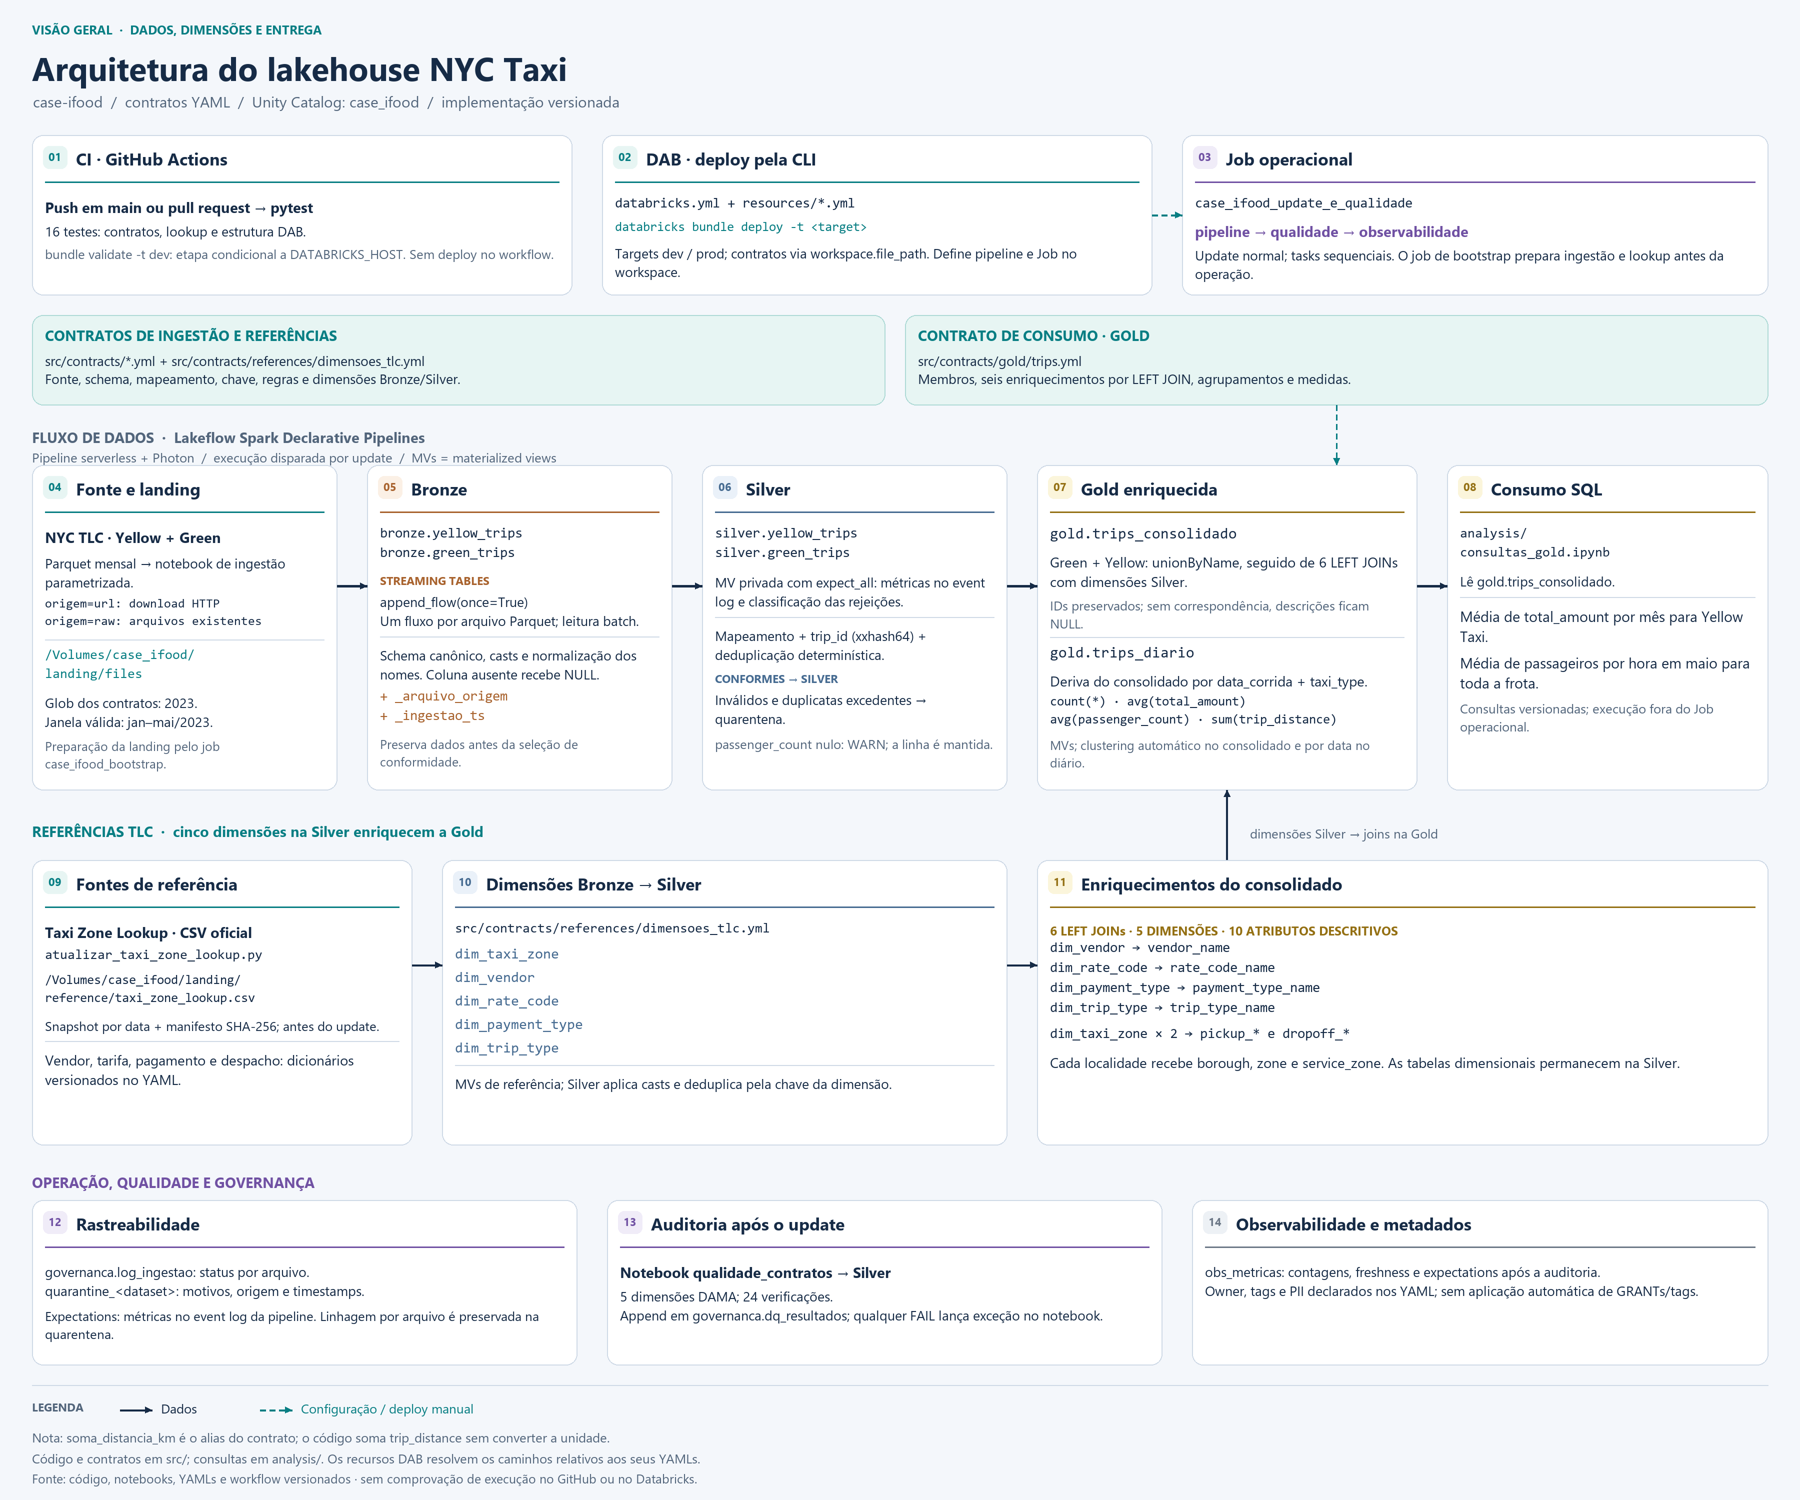 VISÃO GERAL · DADOS, DIMENSÕES E ENTREGA
Arquitetura do lakehouse NYC Taxi
case-ifood / contratos YAML / Unity Catalog: case_ifood / implementação versionada
01 CI · GitHub Actions
Push em main ou pull request → pytest
16 testes: contratos, lookup e estrutura DAB.
bundle validate -t dev: etapa condicional a DATABRICKS_HOST. Sem deploy no workflow.
02 DAB · deploy pela CLI
databricks.yml + resources/*.yml
databricks bundle deploy -t <target>
Targets dev / prod; contratos via workspace.file_path. Define pipeline e Job no
workspace.
03 Job operacional
case_ifood_update_e_qualidade
pipeline → qualidade → observabilidade
Update normal; tasks sequenciais. O job de bootstrap prepara ingestão e lookup antes da
operação.
CONTRATOS DE INGESTÃO E REFERÊNCIAS
src/contracts/*.yml + src/contracts/references/dimensoes_tlc.yml
Fonte, schema, mapeamento, chave, regras e dimensões Bronze/Silver.
CONTRATO DE CONSUMO · GOLD
src/contracts/gold/trips.yml
Membros, seis enriquecimentos por LEFT JOIN, agrupamentos e medidas.
FLUXO DE DADOS · Lakeflow Spark Declarative Pipelines
Pipeline serverless + Photon / execução disparada por update / MVs = materialized views
04 Fonte e landing
NYC TLC · Yellow + Green
Parquet mensal → notebook de ingestão
parametrizada.
origem=url: download HTTP
origem=raw: arquivos existentes
/Volumes/case_ifood/
landing/files
Glob dos contratos: 2023.
Janela válida: jan–mai/2023.
Preparação da landing pelo job
case_ifood_bootstrap.
05 Bronze
bronze.yellow_trips
bronze.green_trips
STREAMING TABLES
append_flow(once=True)
Um fluxo por arquivo Parquet; leitura batch.
Schema canônico, casts e normalização dos
nomes. Coluna ausente recebe NULL.
+ _arquivo_origem
+ _ingestao_ts
Preserva dados antes da seleção de
conformidade.
06 Silver
silver.yellow_trips
silver.green_trips
MV privada com expect_all: métricas no event
log e classificação das rejeições.
Mapeamento + trip_id (xxhash64) +
deduplicação determinística.
CONFORMES → SILVER
Inválidos e duplicatas excedentes →
quarentena.
passenger_count nulo: WARN; a linha é mantida.
07 Gold enriquecida
gold.trips_consolidado
Green + Yellow: unionByName, seguido de 6 LEFT JOINs
com dimensões Silver.
IDs preservados; sem correspondência, descrições ficam
NULL.
gold.trips_diario
Deriva do consolidado por data_corrida + taxi_type.
count(*) · avg(total_amount)
avg(passenger_count) · sum(trip_distance)
MVs; clustering automático no consolidado e por data no
diário.
08 Consumo SQL
analysis/
consultas_gold.ipynb
Lê gold.trips_consolidado.
Média de total_amount por mês para Yellow
Taxi.
Média de passageiros por hora em maio para
toda a frota.
Consultas versionadas; execução fora do Job
operacional.
REFERÊNCIAS TLC · cinco dimensões na Silver enriquecem a Gold
dimensões Silver → joins na Gold
09 Fontes de referência
Taxi Zone Lookup · CSV oficial
atualizar_taxi_zone_lookup.py
/Volumes/case_ifood/landing/
reference/taxi_zone_lookup.csv
Snapshot por data + manifesto SHA-256; antes do update.
Vendor, tarifa, pagamento e despacho: dicionários
versionados no YAML.
10 Dimensões Bronze → Silver
src/contracts/references/dimensoes_tlc.yml
dim_taxi_zone
dim_vendor
dim_rate_code
dim_payment_type
dim_trip_type
MVs de referência; Silver aplica casts e deduplica pela chave da dimensão.
11 Enriquecimentos do consolidado
6 LEFT JOINs · 5 DIMENSÕES · 10 ATRIBUTOS DESCRITIVOS
dim_vendor → vendor_name
dim_rate_code → rate_code_name
dim_payment_type → payment_type_name
dim_trip_type → trip_type_name
dim_taxi_zone × 2 → pickup_* e dropoff_*
Cada localidade recebe borough, zone e service_zone. As tabelas dimensionais permanecem na Silver.
OPERAÇÃO, QUALIDADE E GOVERNANÇA
12 Rastreabilidade
governanca.log_ingestao: status por arquivo.
quarantine_<dataset>: motivos, origem e timestamps.
Expectations: métricas no event log da pipeline. Linhagem por arquivo é preservada na
quarentena.
13 Auditoria após o update
Notebook qualidade_contratos → Silver
5 dimensões DAMA; 24 verificações.
Append em governanca.dq_resultados; qualquer FAIL lança exceção no notebook.
14 Observabilidade e metadados
obs_metricas: contagens, freshness e expectations após a auditoria.
Owner, tags e PII declarados nos YAML; sem aplicação automática de GRANTs/tags.
LEGENDA Dados Configuração / deploy manual
Nota: soma_distancia_km é o alias do contrato; o código soma trip_distance sem converter a unidade.
Código e contratos em src/; consultas em analysis/. Os recursos DAB resolvem os caminhos relativos aos seus YAMLs.
Fonte: código, notebooks, YAMLs e workflow versionados · sem comprovação de execução no GitHub ou no Databricks.